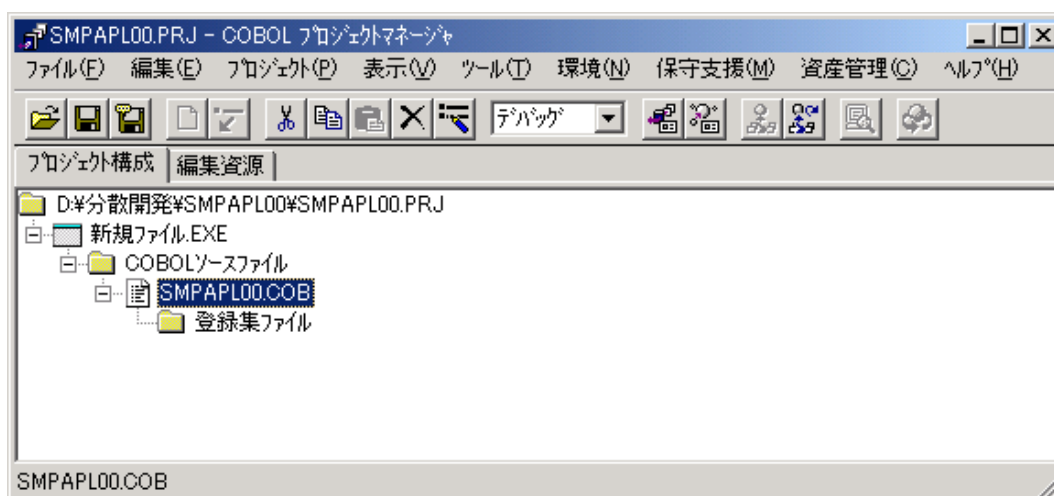 SMPAPL00.PRJ - COBOL ﾌﾟﾛｼﾞｪｸﾄﾏﾈｰｼﾞｬ
ﾌｧｲﾙ(F) 編集(E) ﾌﾟﾛｼﾞｪｸﾄ(P) 表示(V) ﾂｰﾙ(T) 環境(N) 保守支援(M) 資産管理(C) ﾍﾙﾌﾟ(H)
ﾃﾞﾊﾞｯｸﾞ
ﾌﾟﾛｼﾞｪｸﾄ構成 編集資源
D:¥分散開発¥SMPAPL00¥SMPAPL00.PRJ
新規ﾌｧｲﾙ.EXE
COBOLｿｰｽﾌｧｲﾙ
SMPAPL00.COB
登録集ﾌｧｲﾙ
SMPAPL00.COB